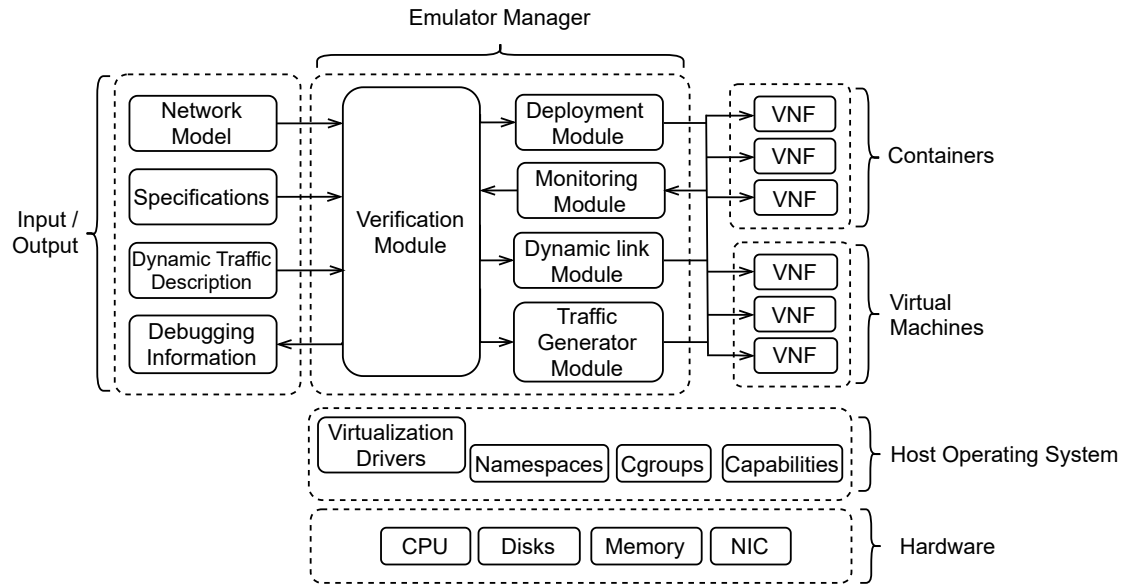 Emulator Manager
Input /
Output
Network
Model
Specifications
Dynamic Traffic
Description
Debugging
Information
Verification
Module
Deployment
Module
Monitoring
Module
Dynamic link
Module
Traffic
Generator
Module
VNF
VNF
VNF
Containers
VNF
VNF
VNF
Virtual
Machines
Virtualization
Drivers
Namespaces
Cgroups
Capabilities
Host Operating System
CPU
Disks
Memory
NIC
Hardware